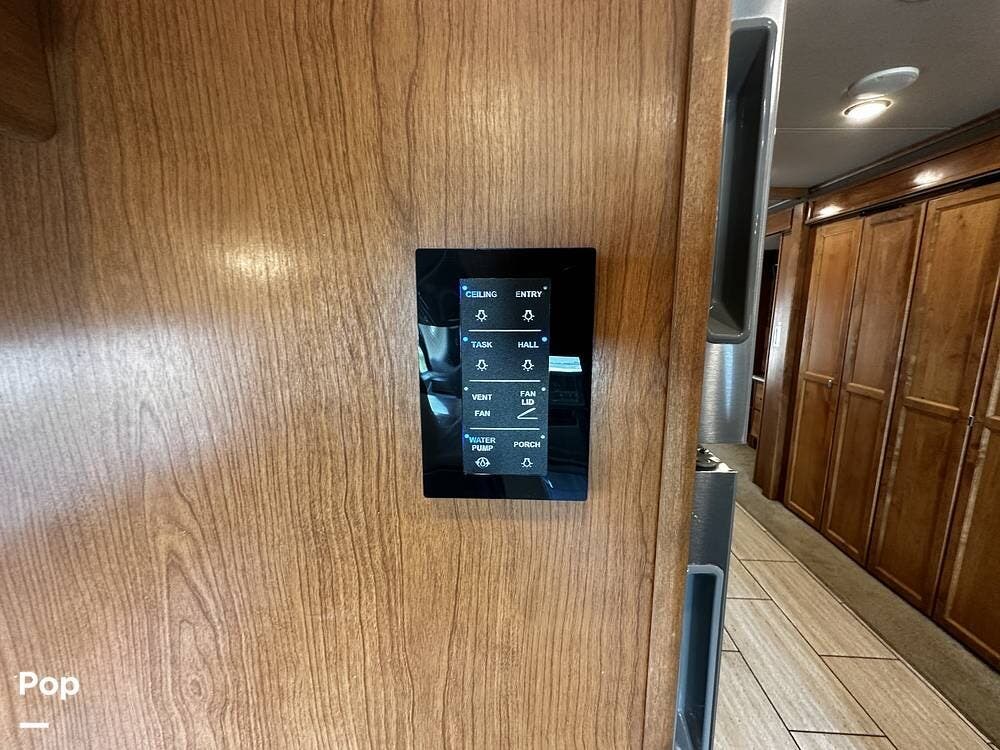 CEILING ENTRY
TASK HALL
VENT FAN
LID
FAN
WATER PORCH
PUMP
Pop